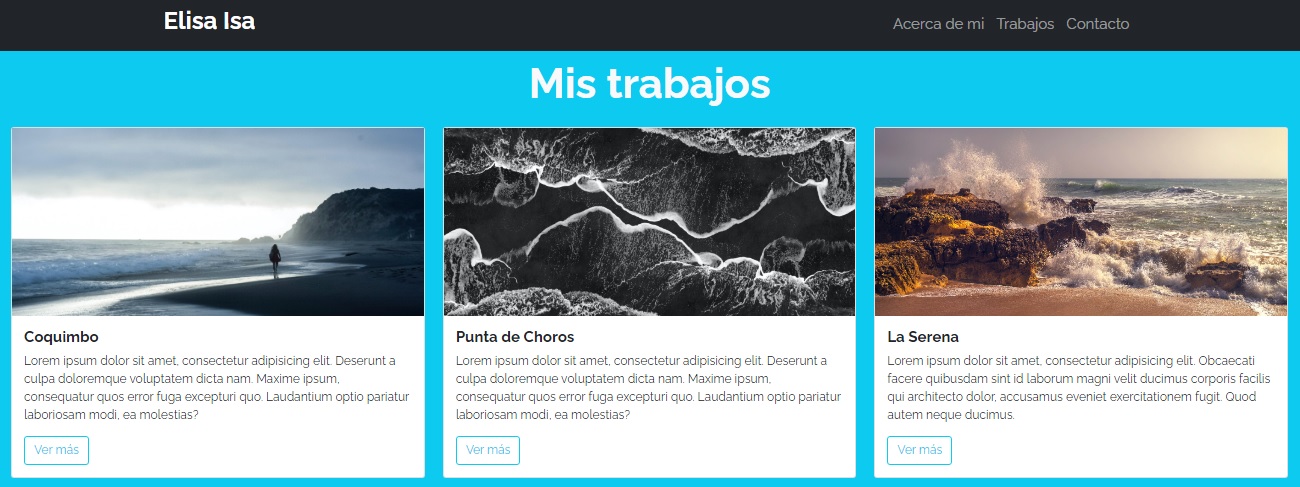 Elisa Isa
Acerca de mi Trabajos Contacto
Mis trabajos
Coquimbo
Lorem ipsum dolor sit amet, consectetur adipisicing elit. Deserunt a
culpa doloremque voluptatem dicta nam. Maxime ipsum,
consequatur quos error fuga excepturi quo. Laudantium optio pariatur
laboriosam modi, ea molestias?
Ver más
Punta de Choros
Lorem ipsum dolor sit amet, consectetur adipisicing elit. Deserunt a
culpa doloremque voluptatem dicta nam. Maxime ipsum,
consequatur quos error fuga excepturi quo. Laudantium optio pariatur
laboriosam modi, ea molestias?
Ver más
La Serena
Lorem ipsum dolor sit amet, consectetur adipisicing elit. Obcaecati
facere quibusdam sint id laborum magni velit ducimus corporis facilis
qui architecto dolor, accusamus eveniet exercitationem fugit. Quod
autem neque ducimus.
Ver más